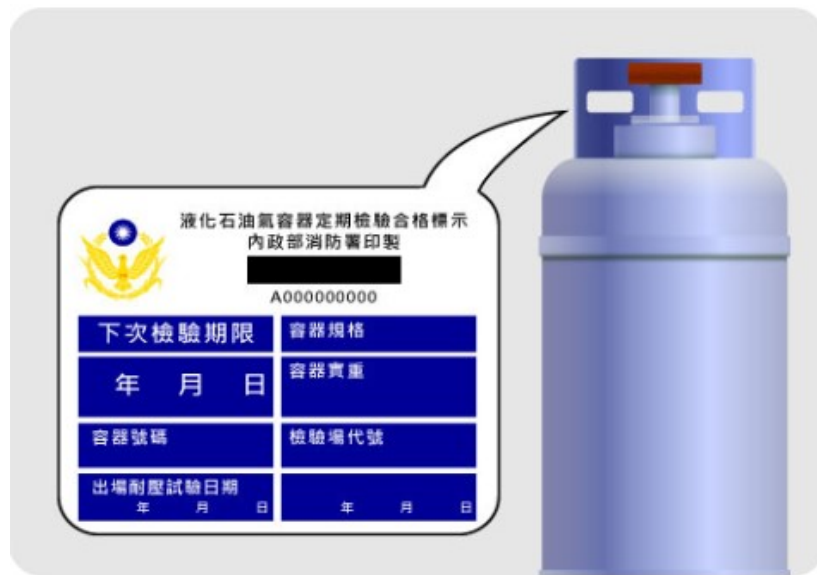 液化石油氣容器定期檢驗合格標示
內政部消防署印製
A000000000
下次檢驗期限
容器規格
年 月 日
容器實重
容器號碼
檢驗場代號
出場耐壓試驗日期
年 月 日
年 月 日